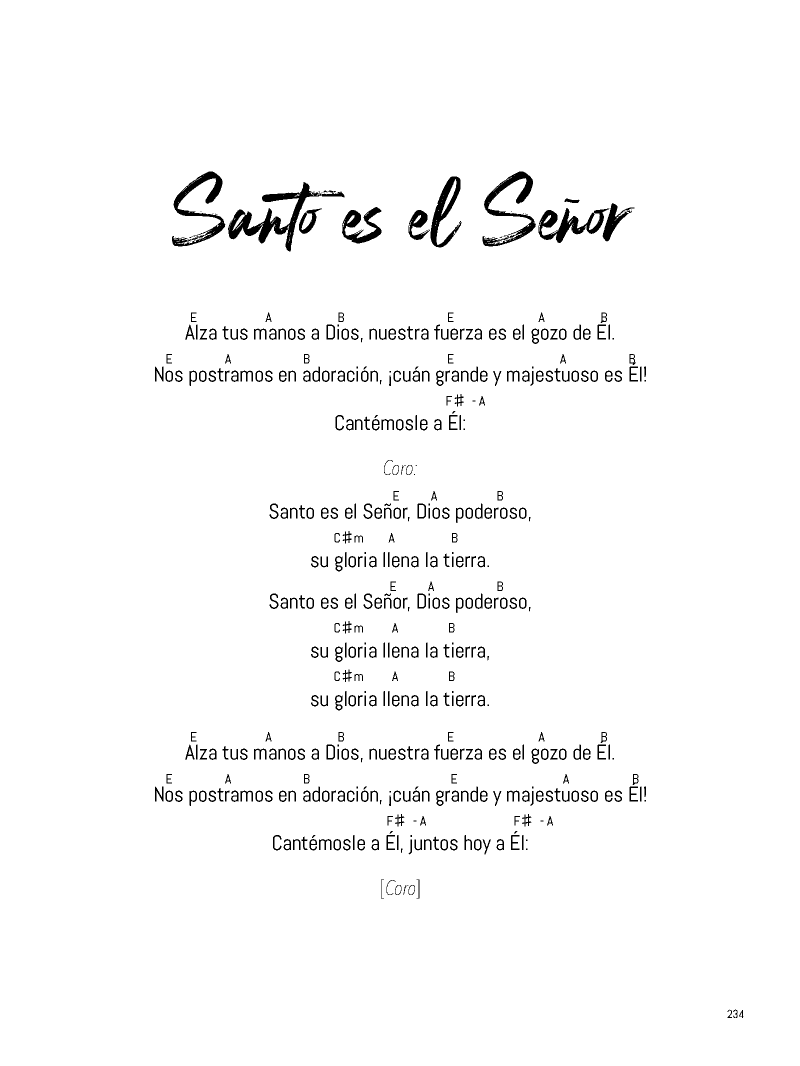 Santo es el Señor
E A B E A B
Alza tus manos a Dios, nuestra fuerza es el gozo de Él.
E A B E A B
Nos postramos en adoración, ¡cuán grande y majestuoso es Él!
F♯ - A
Cantémosle a Él:
Coro:
E A B
Santo es el Señor, Dios poderoso,
C♯m A B
su gloria llena la tierra.
E A B
Santo es el Señor, Dios poderoso,
C♯m A B
su gloria llena la tierra,
C♯m A B
su gloria llena la tierra.
E A B E A B
Alza tus manos a Dios, nuestra fuerza es el gozo de Él.
E A B E A B
Nos postramos en adoración, ¡cuán grande y majestuoso es Él!
F♯ - A F♯ - A
Cantémosle a Él, juntos hoy a Él:
[Coro]
234